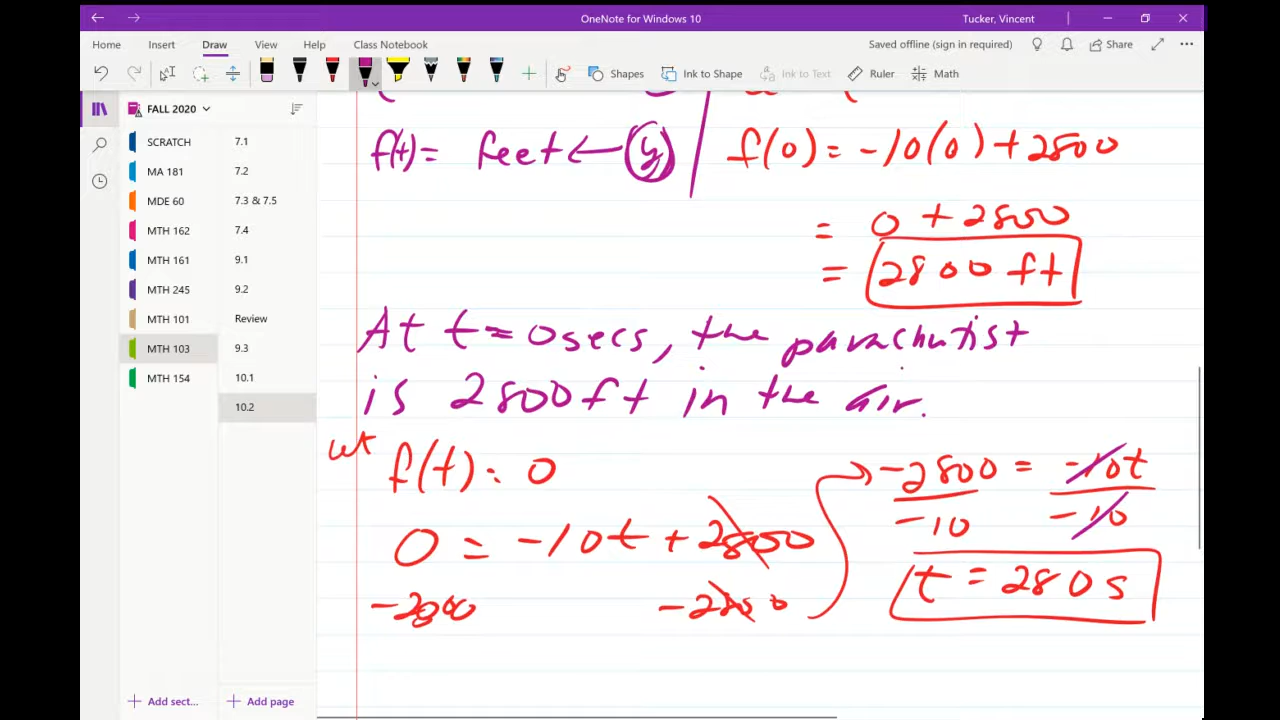 OneNote for Windows 10
Tucker, Vincent
Home Insert Draw View Help Class Notebook
Saved offline (sign in required)
Share
Shapes
Ink to Shape
Ink to Text
Ruler
Math
FALL 2020
SCRATCH
MA 181
MDE 60
MTH 162
MTH 161
MTH 245
MTH 101
MTH 103
MTH 154
7.1
7.2
7.3 & 7.5
7.4
9.1
9.2
Review
9.3
10.1
10.2
Add sect...
Add page
f(t) = feet ← y
f(0) = -10(0) + 2800
= 0 + 2800
= 2800 ft
At t = 0 secs, the parachutist
is 2800 ft in the air.
let f(t) = 0
0 = -10t + 2800
-2800 -2800
-2800 = -10t
-10 -10
t = 280 s